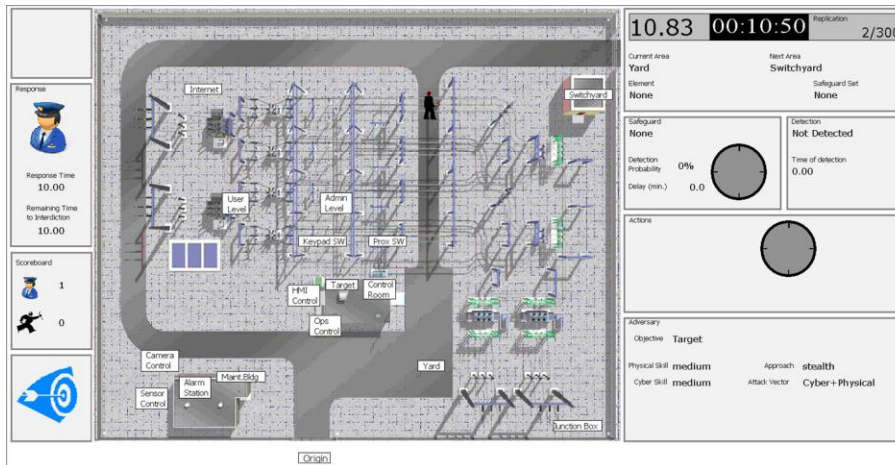 10.83
00:10:50
Replication
2/300
Current Area
Yard
Next Area
Switchyard
Element
None
Safeguard Set
None
Safeguard
None
Detection
Probability
0%
Delay (min.)
0.0
Detection
Not Detected
Time of detection
0.00
Actions
Adversary
Objective
Target
Physical Skill
medium
Approach
stealth
Cyber Skill
medium
Attack Vector
Cyber+Physical
Response
Response Time
10.00
Remaining Time
to Interdiction
10.00
Scoreboard
1
0
Internet
Switchyard
User
Level
Admin
Level
Keypad SW
Prox SW
HMI
Control
Target
Control
Room
Ops
Control
Camera
Control
Yard
Maint.Bldg
Alarm
Station
Sensor
Control
Junction Box
Origin